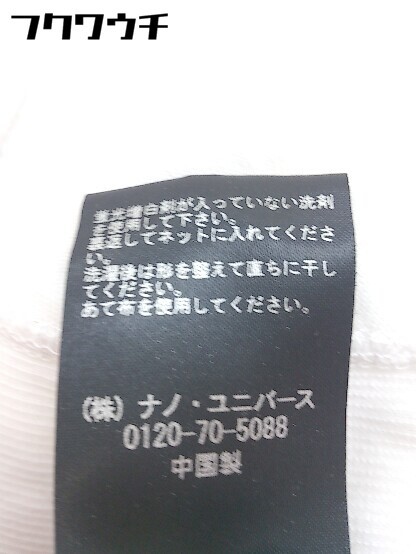 フクワウチ
蛍光増白剤が入っていない洗剤
を使用して下さい。
裏返してネットに入れてくださ
い。
洗濯後は形を整えて直ちに干し
てください。
あて布を使用してください。
(株) ナノ・ユニバース
0120-70-5088
中国製